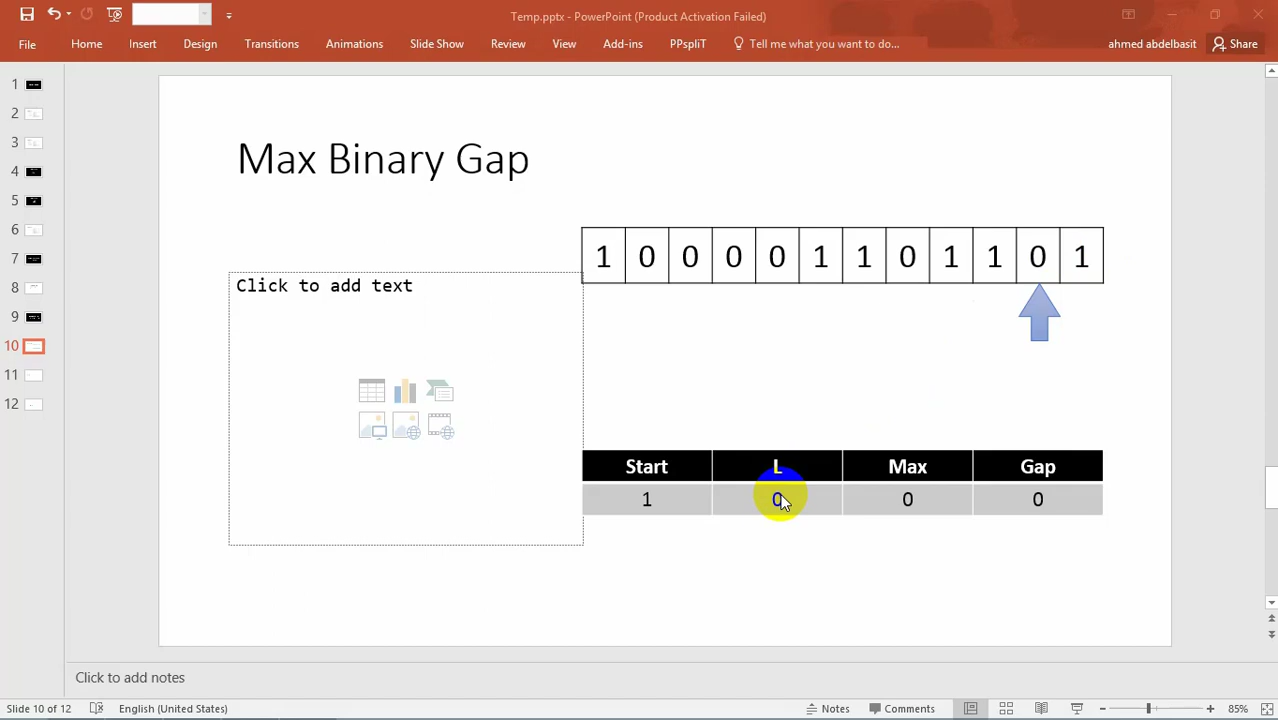 Temp.pptx - PowerPoint (Product Activation Failed)
File Home Insert Design Transitions Animations Slide Show Review View Add-ins PPspliT Tell me what you want to do... ahmed abdelbasit Share
1
2
3
4
5
6
7
8
9
10
11
12
Max Binary Gap
1 0 0 0 0 1 1 0 1 1 0 1
Click to add text
Start L Max Gap
1 0 0 0
Click to add notes
Slide 10 of 12 English (United States) Notes Comments 85%